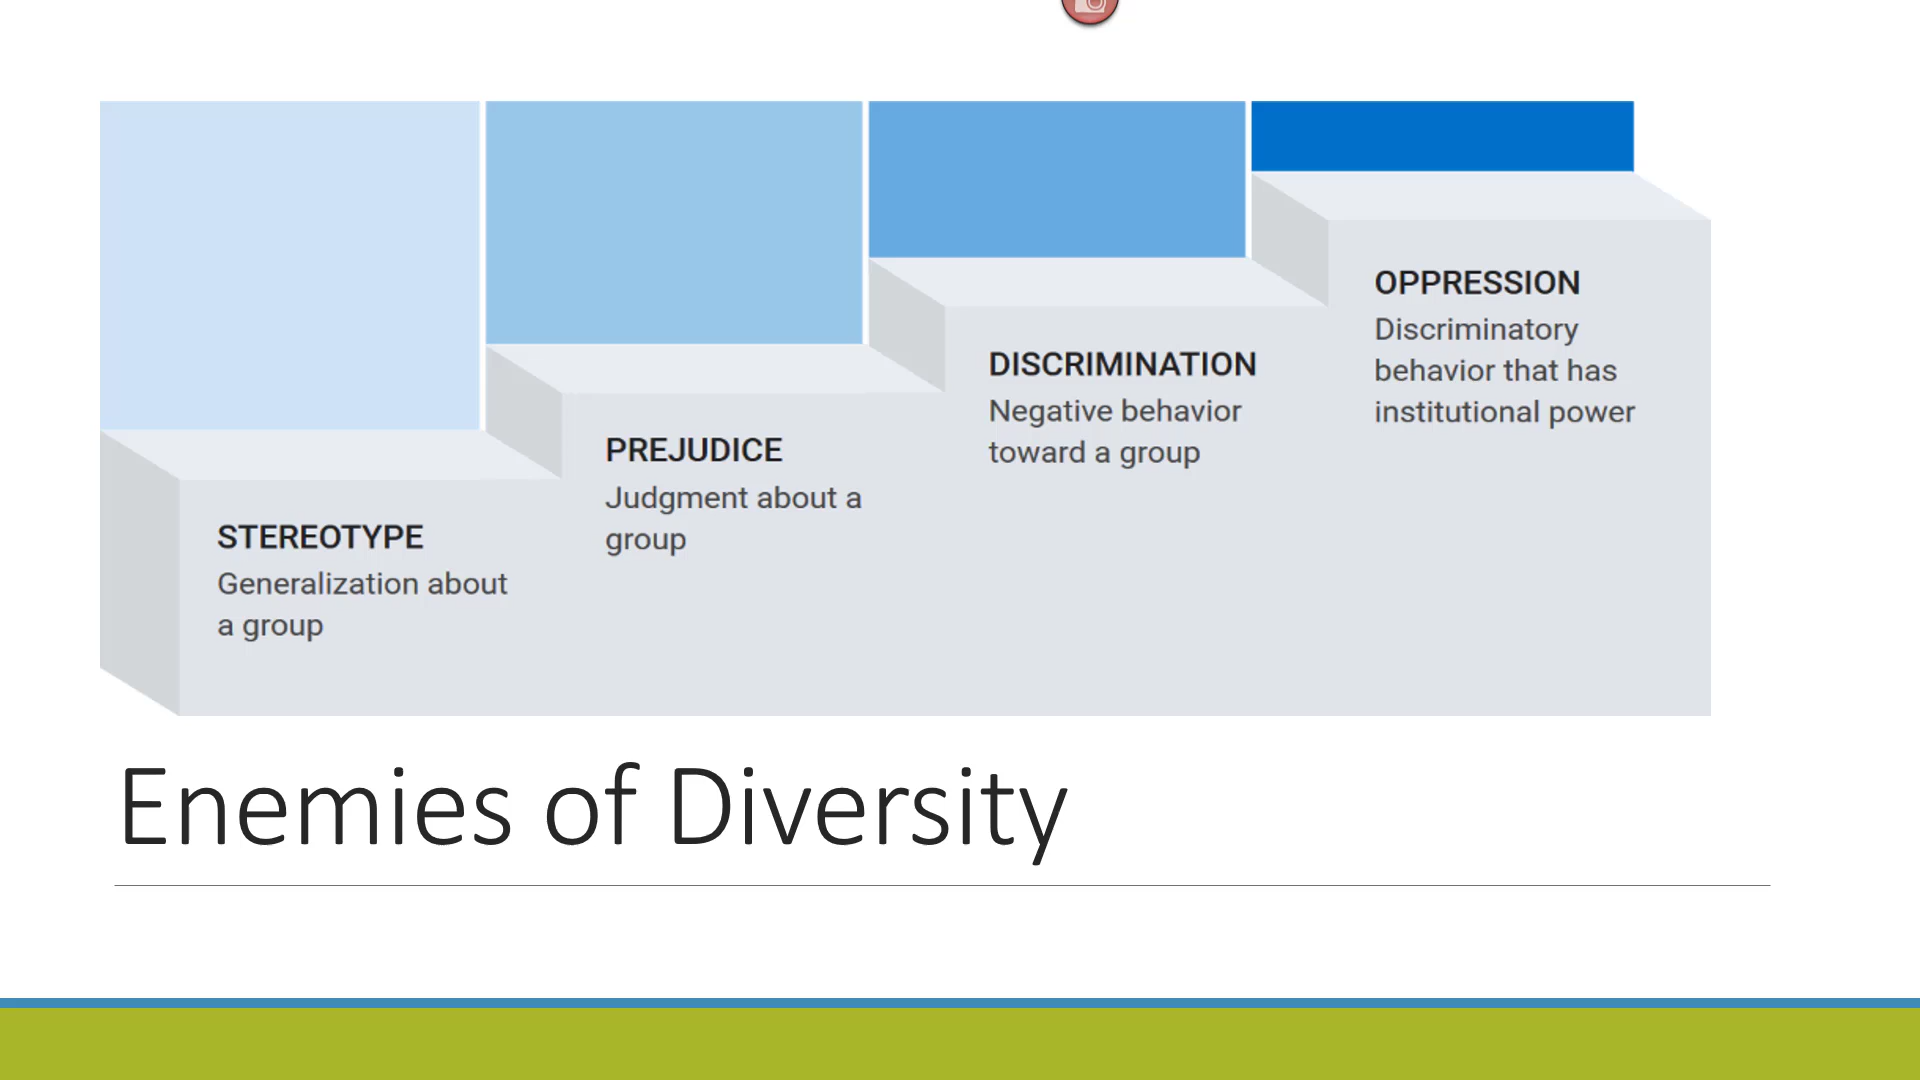 STEREOTYPE
Generalization about
a group
PREJUDICE
Judgment about a
group
DISCRIMINATION
Negative behavior
toward a group
OPPRESSION
Discriminatory
behavior that has
institutional power
Enemies of Diversity